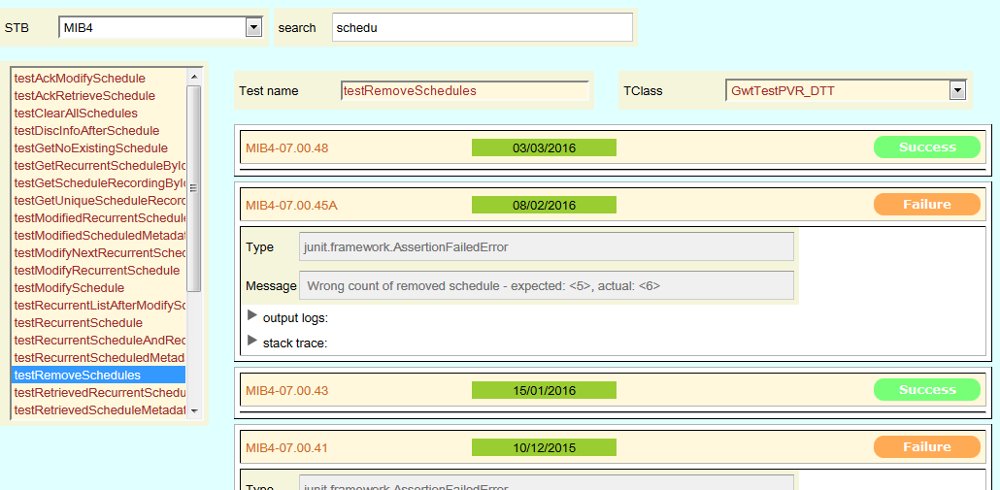 STB MIB4 search schedu
testAckModifySchedule
testAckRetrieveSchedule
testClearAllSchedules
testDiscInfoAfterSchedule
testGetNoExistingSchedule
testGetRecurrentScheduleById
testGetScheduleRecordingById
testGetUniqueScheduleRecord
testModifiedRecurrentSchedule
testModifiedScheduledMetadat
testModifyNextRecurrentSched
testModifyRecurrentSchedule
testModifySchedule
testRecurrentListAfterModifySc
testRecurrentSchedule
testRecurrentScheduleAndRec
testRecurrentScheduledMetad
testRemoveSchedules
testRetrievedRecurrentSchedu
testRetrievedScheduleMetadat
Test name testRemoveSchedules TClass GwtTestPVR_DTT
MIB4-07.00.48 03/03/2016 Success
MIB4-07.00.45A 08/02/2016 Failure
Type junit.framework.AssertionFailedError
Message Wrong count of removed schedule - expected: <5>, actual: <6>
output logs:
stack trace:
MIB4-07.00.43 15/01/2016 Success
MIB4-07.00.41 10/12/2015 Failure
Type junit.framework.AssertionFailedError